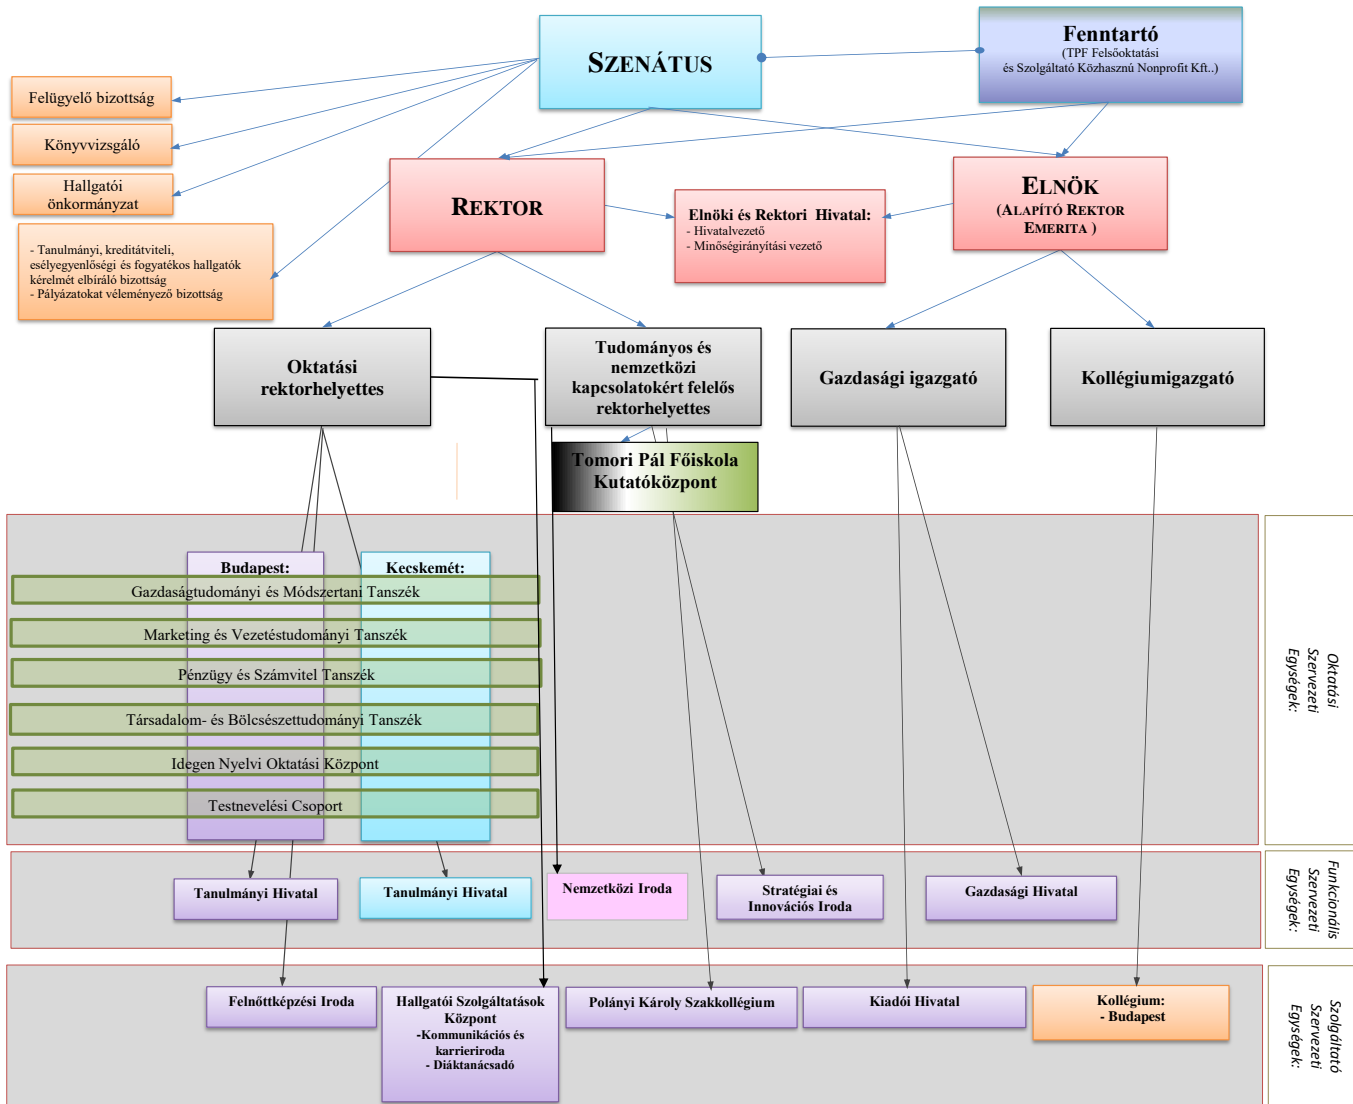 SZENÁTUS
Fenntartó
(TPF Felsőoktatási
és Szolgáltató Közhasznú Nonprofit Kft..)
Felügyelő bizottság
Könyvvizsgáló
Hallgatói
önkormányzat
- Tanulmányi, kreditátviteli,
esélyegyenlőségi és fogyatékos hallgatók
kérelmét elbíráló bizottság
- Pályázatokat véleményező bizottság
REKTOR
Elnöki és Rektori Hivatal:
- Hivatalvezető
- Minőségirányítási vezető
ELNÖK
(ALAPÍTÓ REKTOR
EMERITA )
Oktatási
rektorhelyettes
Tudományos és
nemzetközi
kapcsolatokért felelős
rektorhelyettes
Gazdasági igazgató
Kollégiumigazgató
Tomori Pál Főiskola
Kutatóközpont
Budapest:
Kecskemét:
Gazdaságtudományi és Módszertani Tanszék
Marketing és Vezetéstudományi Tanszék
Pénzügy és Számvitel Tanszék
Társadalom- és Bölcsészettudományi Tanszék
Idegen Nyelvi Oktatási Központ
Testnevelési Csoport
Oktatási
Szervezeti
Egységek:
Tanulmányi Hivatal
Tanulmányi Hivatal
Nemzetközi Iroda
Stratégiai és
Innovációs Iroda
Gazdasági Hivatal
Funkcionális
Szervezeti
Egységek:
Felnőttképzési Iroda
Hallgatói Szolgáltatások
Központ
-Kommunikációs és
karrieriroda
- Diáktanácsadó
Polányi Károly Szakkollégium
Kiadói Hivatal
Kollégium:
- Budapest
Szolgáltató
Szervezeti
Egységek: